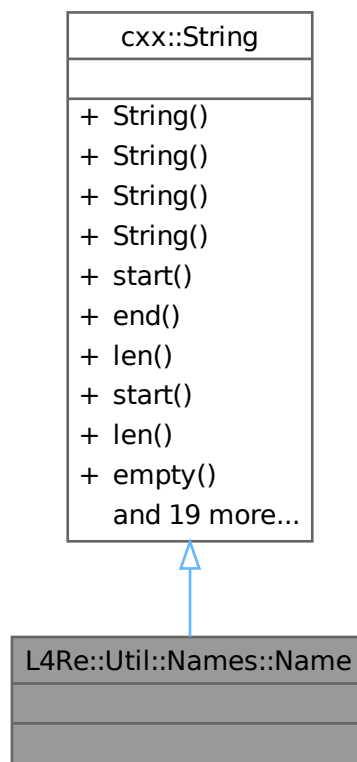 cxx::String
+ String()
+ String()
+ String()
+ String()
+ start()
+ end()
+ len()
+ start()
+ len()
+ empty()
and 19 more...
L4Re::Util::Names::Name